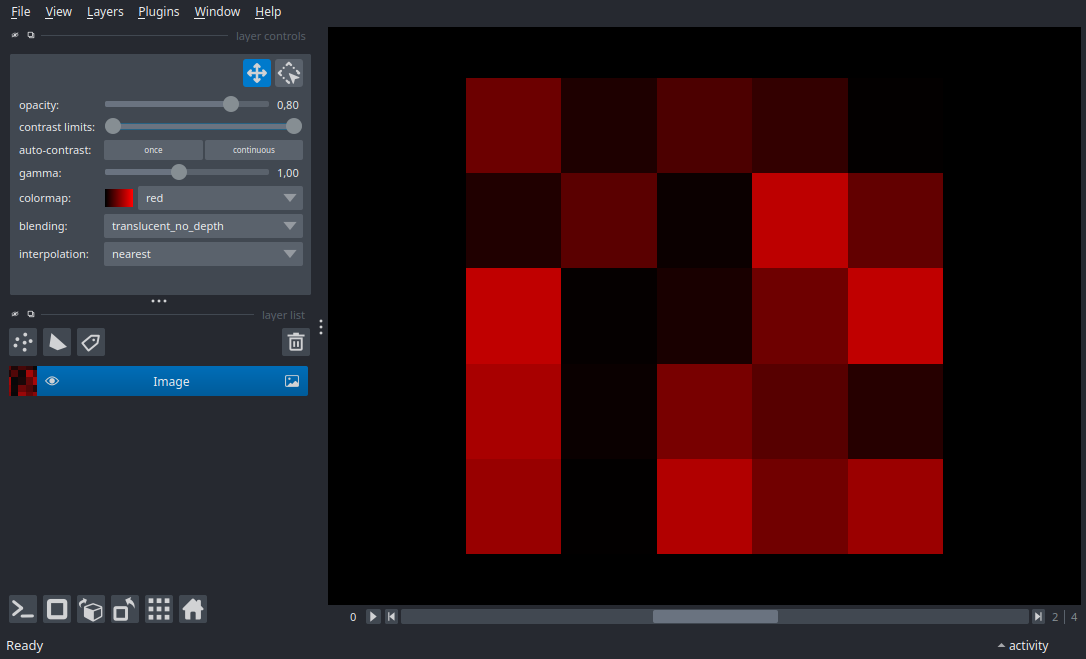 File View Layers Plugins Window Help
layer controls
opacity: 0,80
contrast limits:
auto-contrast: once continuous
gamma: 1,00
colormap: red
blending: translucent_no_depth
interpolation: nearest
layer list
Image
0 2 | 4
Ready activity